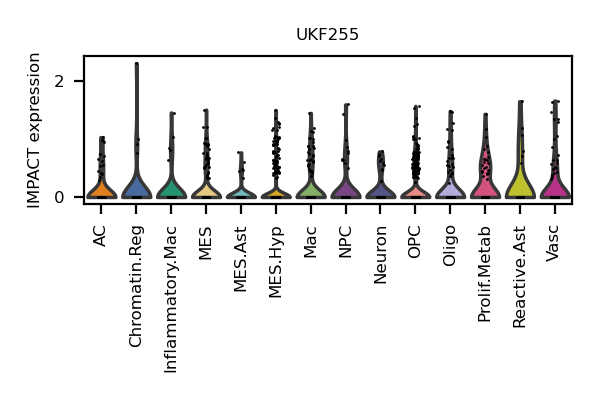 UKF255
IMPACT expression
2
0
AC
Chromatin.Reg
Inflammatory.Mac
MES
MES.Ast
MES.Hyp
Mac
NPC
Neuron
OPC
Oligo
Prolif.Metab
Reactive.Ast
Vasc